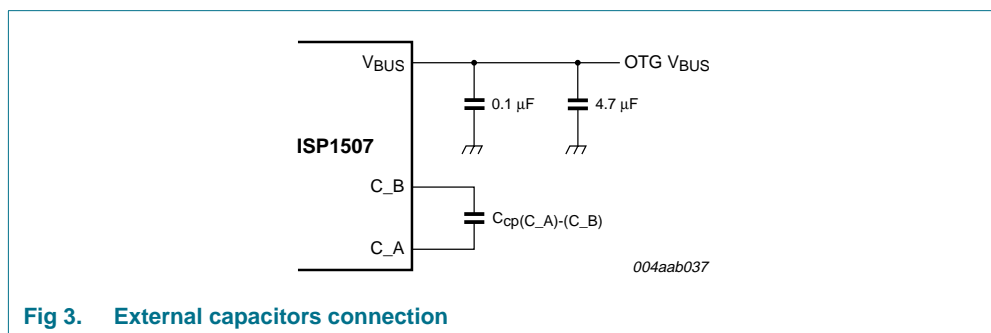 VBUS
OTG VBUS
0.1 μF
4.7 μF
ISP1507
C_B
Ccp(C_A)-(C_B)
C_A
004aab037
Fig 3. External capacitors connection